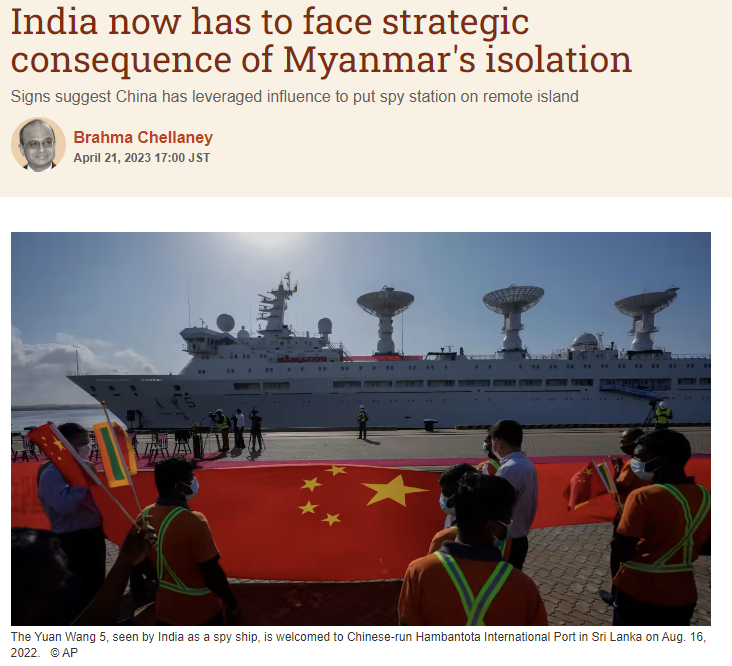 India now has to face strategic
consequence of Myanmar's isolation
Signs suggest China has leveraged influence to put spy station on remote island
Brahma Chellaney
April 21, 2023 17:00 JST
The Yuan Wang 5, seen by India as a spy ship, is welcomed to Chinese-run Hambantota International Port in Sri Lanka on Aug. 16,
2022. © AP